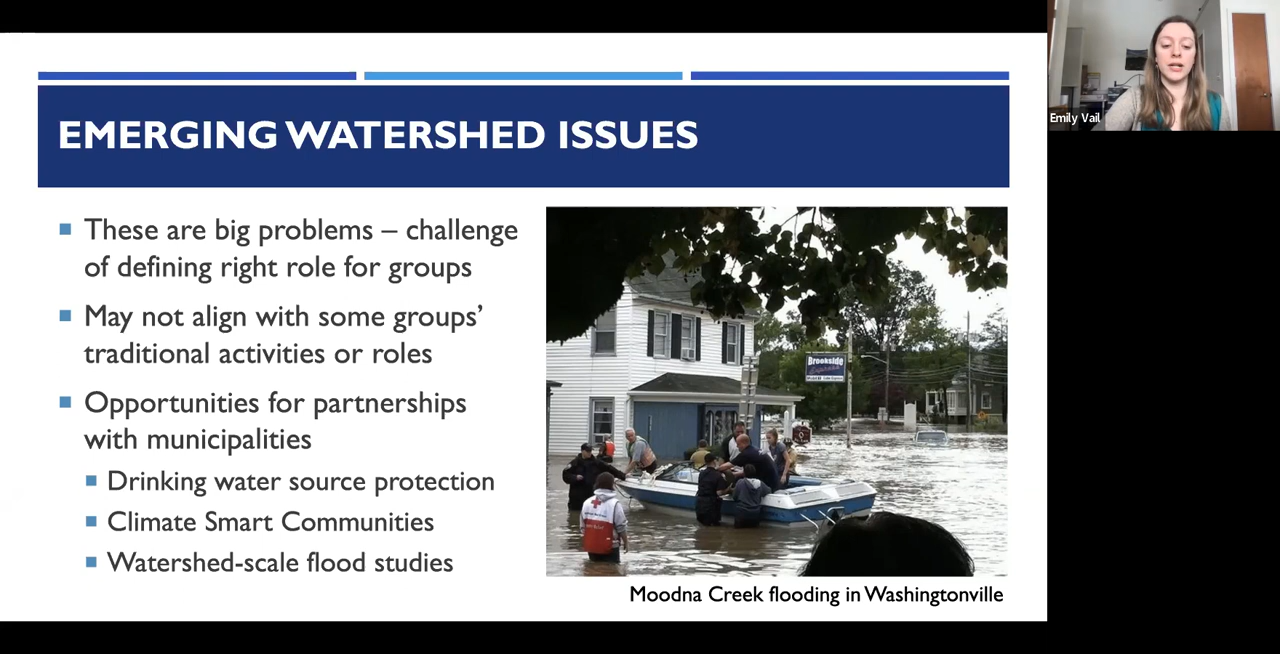 EMERGING WATERSHED ISSUES
These are big problems – challenge
of defining right role for groups
May not align with some groups’
traditional activities or roles
Opportunities for partnerships
with municipalities
Drinking water source protection
Climate Smart Communities
Watershed-scale flood studies
Brookside
Express
Moodna Creek flooding in Washingtonville
Emily Vail